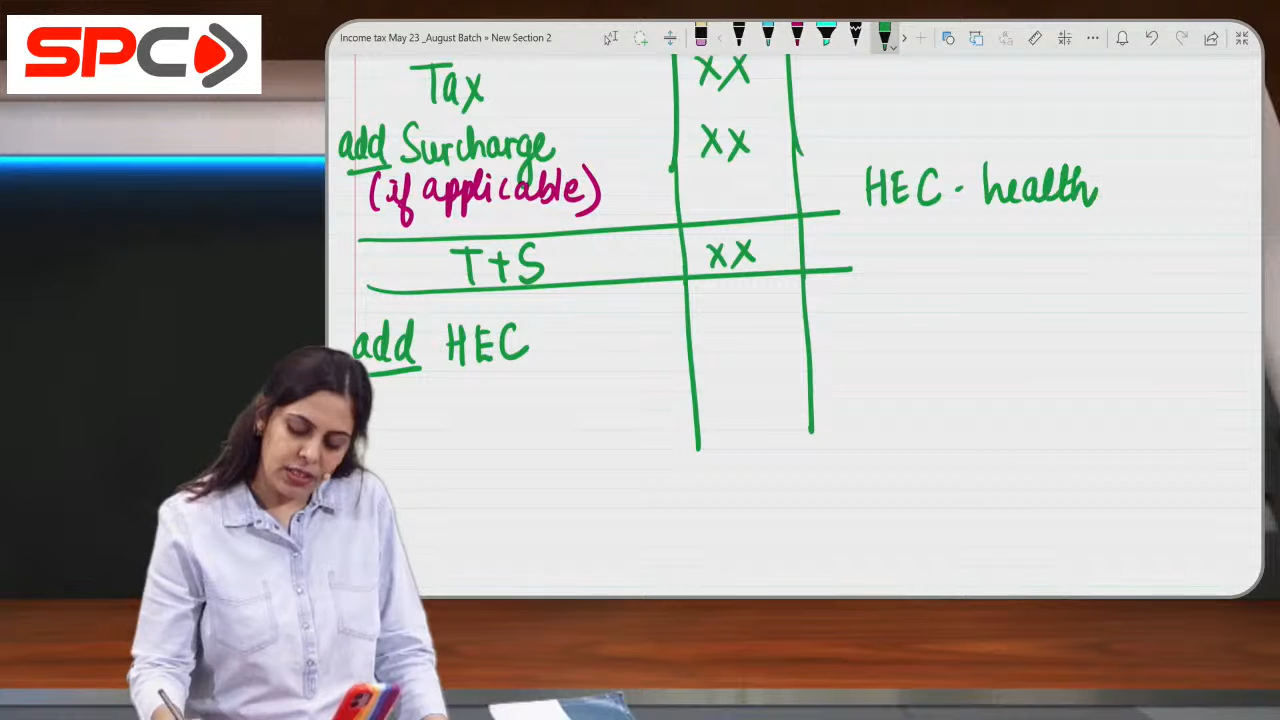 SPC
Income tax May 23 _August Batch » New Section 2
Tax XX
add Surcharge XX
(if applicable)
HEC - health
T+S XX
add HEC